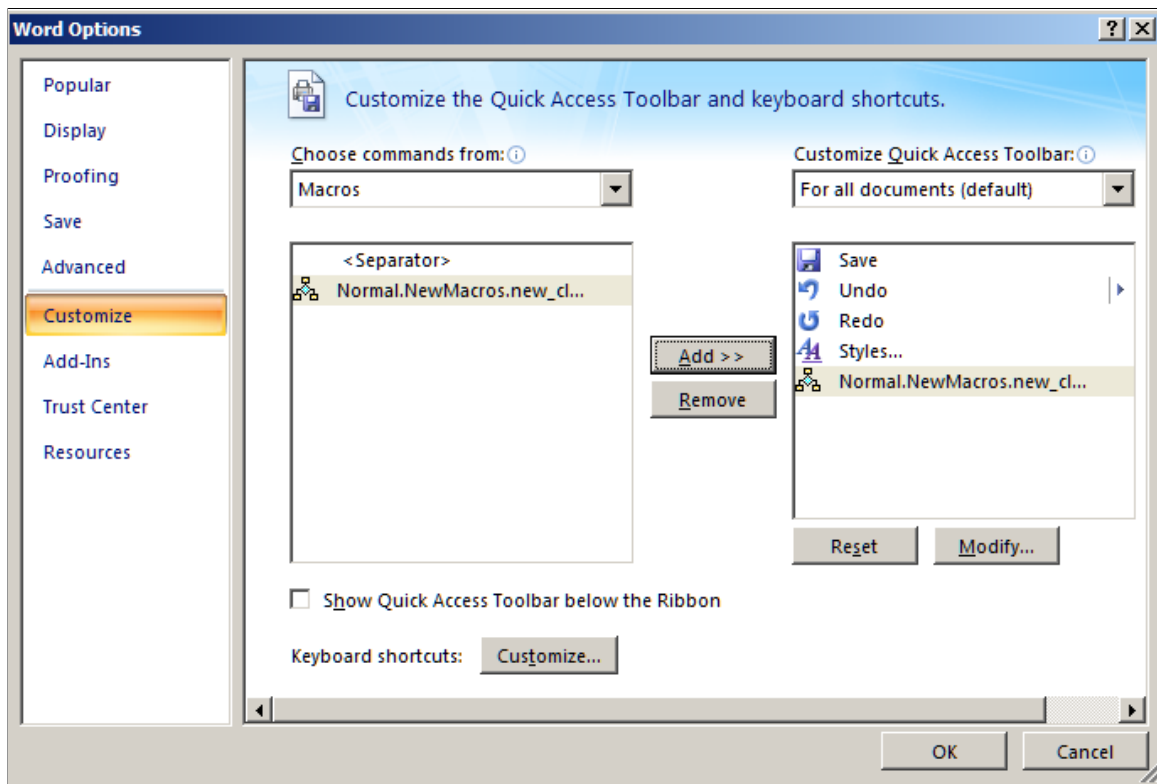 Word Options
Popular
Display
Proofing
Save
Advanced
Customize
Add-Ins
Trust Center
Resources
Customize the Quick Access Toolbar and keyboard shortcuts.
Choose commands from:
Macros
<Separator>
Normal.NewMacros.new_cl...
Add >>
Remove
Customize Quick Access Toolbar:
For all documents (default)
Save
Undo
Redo
Styles...
Normal.NewMacros.new_cl...
Reset
Modify...
Show Quick Access Toolbar below the Ribbon
Keyboard shortcuts: Customize...
OK
Cancel